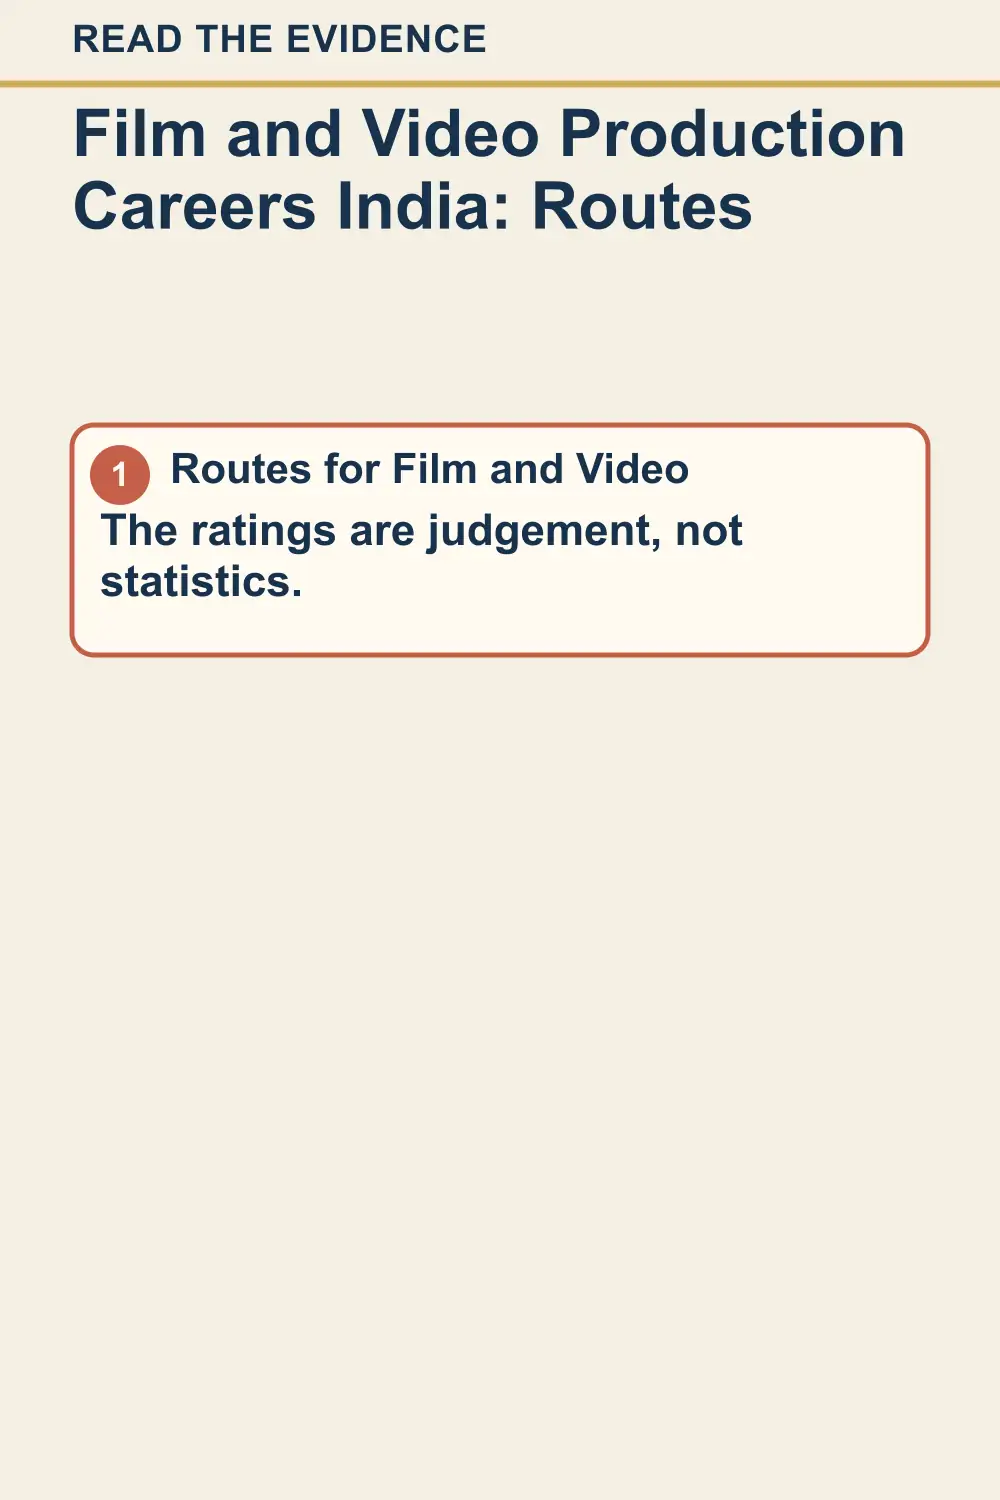 READ THE EVIDENCE
Film and Video Production
Careers India: Routes
1 Routes for Film and Video
The ratings are judgement, not
statistics.